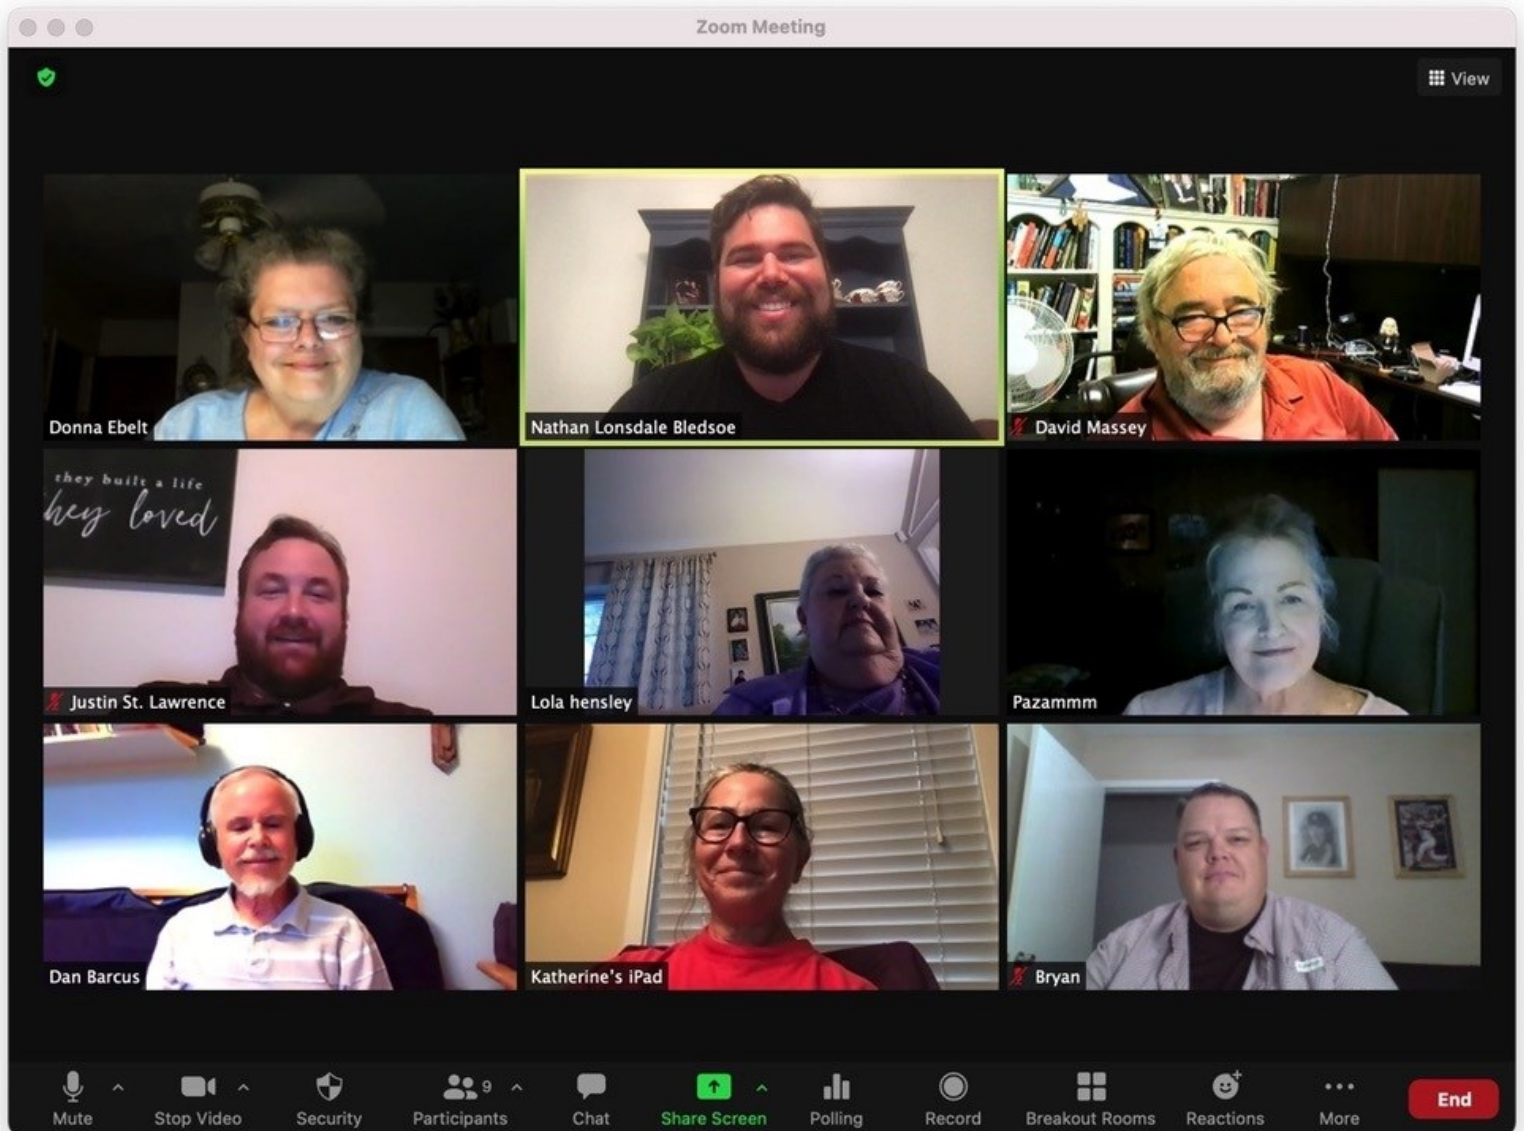 Zoom Meeting
View
Donna Ebelt
Nathan Lonsdale Bledsoe
David Massey
they built a life
they loved
Justin St. Lawrence
Lola hensley
Pazammm
Dan Barcus
Katherine's iPad
Bryan
Mute
Stop Video
Security
9
Participants
Chat
Share Screen
Polling
Record
Breakout Rooms
Reactions
More
End